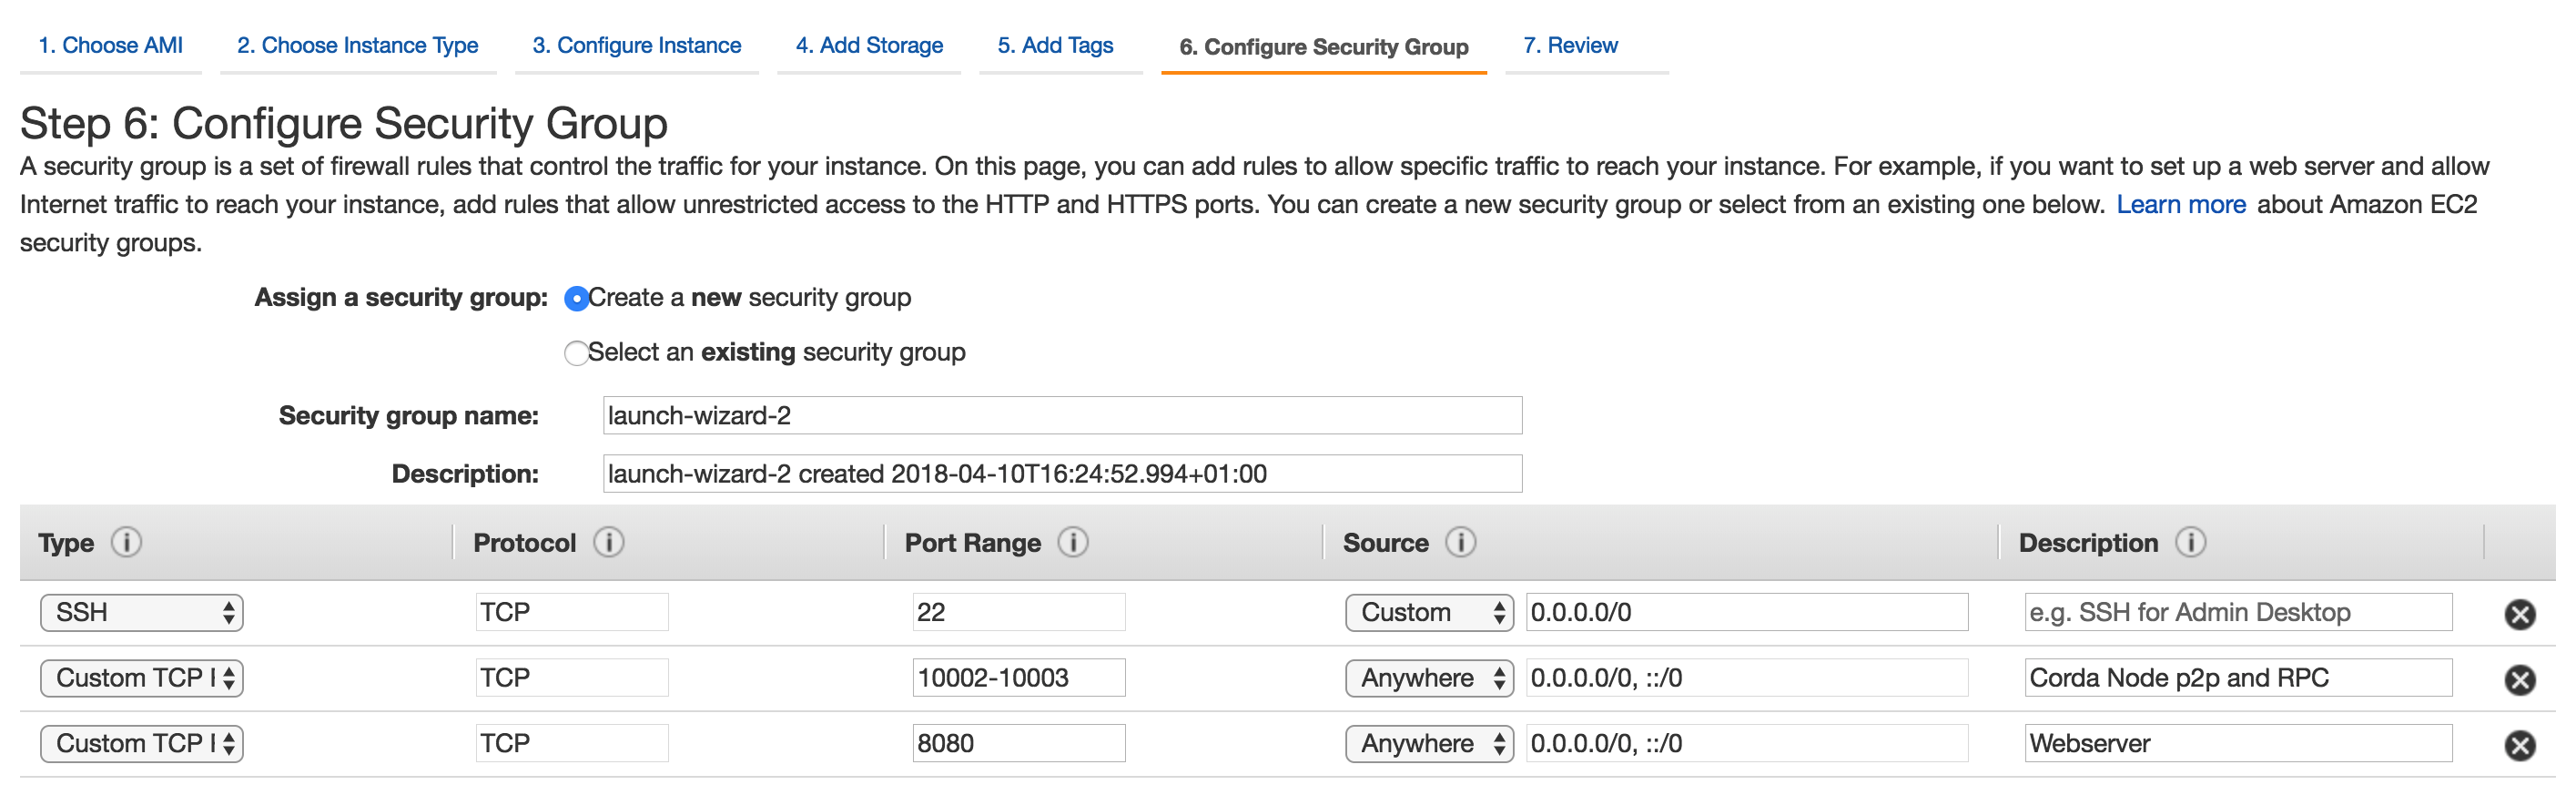 1. Choose AMI 2. Choose Instance Type 3. Configure Instance 4. Add Storage 5. Add Tags 6. Configure Security Group 7. Review
Step 6: Configure Security Group
A security group is a set of firewall rules that control the traffic for your instance. On this page, you can add rules to allow specific traffic to reach your instance. For example, if you want to set up a web server and allow
Internet traffic to reach your instance, add rules that allow unrestricted access to the HTTP and HTTPS ports. You can create a new security group or select from an existing one below. Learn more about Amazon EC2
security groups.
Assign a security group: Create a new security group
Select an existing security group
Security group name: launch-wizard-2
Description: launch-wizard-2 created 2018-04-10T16:24:52.994+01:00
Type i Protocol i Port Range i Source i Description i
SSH TCP 22 Custom 0.0.0.0/0 e.g. SSH for Admin Desktop
Custom TCP TCP 10002-10003 Anywhere 0.0.0.0/0, ::/0 Corda Node p2p and RPC
Custom TCP TCP 8080 Anywhere 0.0.0.0/0, ::/0 Webserver